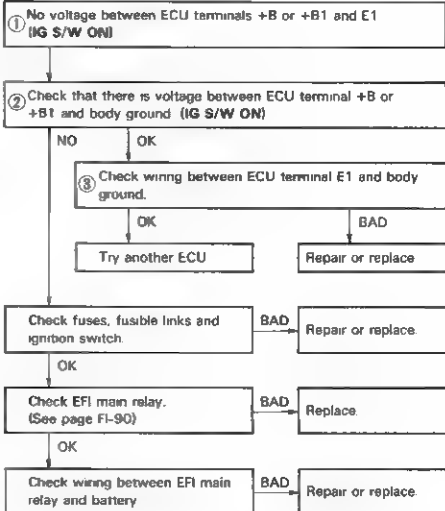 ① No voltage between ECU terminals +B or +B1 and E1
(IG S/W ON)
② Check that there is voltage between ECU terminal +B or
+B1 and body ground (IG S/W ON)
NO
OK
③ Check wiring between ECU terminal E1 and body
ground.
OK
BAD
Try another ECU
Repair or replace
Check fuses, fusible links and
ignition switch.
BAD
Repair or replace.
OK
Check EFI main relay.
(See page FI-90)
BAD
Replace.
OK
Check wiring between EFI main
relay and battery
BAD
Repair or replace.